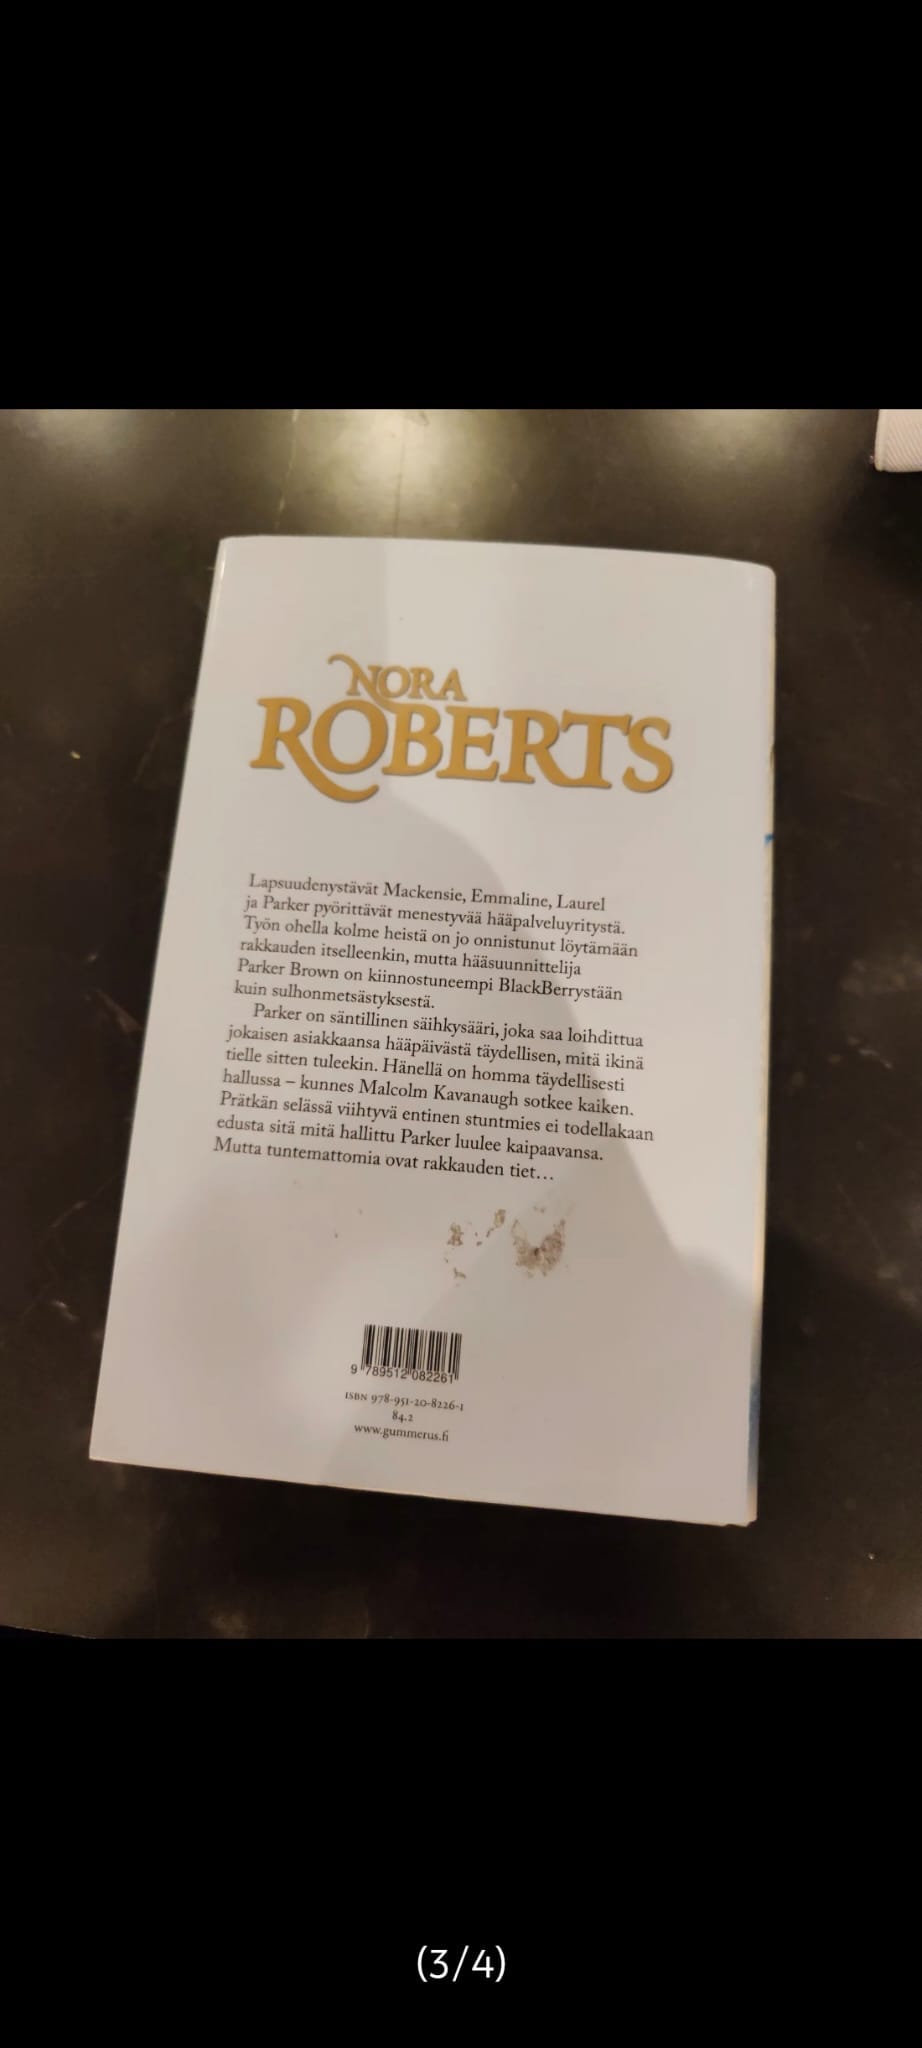 NORA
ROBERTS
Lapsuudenystävät Mackensie, Emmaline, Laurel
ja Parker pyörittävät menestyvää hääpalveluyritystä.
Työn ohella kolme heistä on jo onnistunut löytämään
rakkauden itselleenkin, mutta hääsuunnittelija
Parker Brown on kiinnostuneempi BlackBerrystään
kuin sulhonmetsästyksestä.
Parker on säntillinen säihkysääri, joka saa loihdittua
jokaisen asiakkaansa hääpäivästä täydellisen, mitä ikinä
tielle sitten tuleekin. Hänellä on homma täydellisesti
hallussa – kunnes Malcolm Kavanaugh sotkee kaiken.
Prätkän selässä viihtyvä entinen stuntmies ei todellakaan
edusta sitä mitä hallittu Parker luulee kaipaavansa.
Mutta tuntemattomia ovat rakkauden tiet…
9 789512 082261
ISBN 978-951-20-8226-1
84.2
www.gummerus.fi
(3/4)